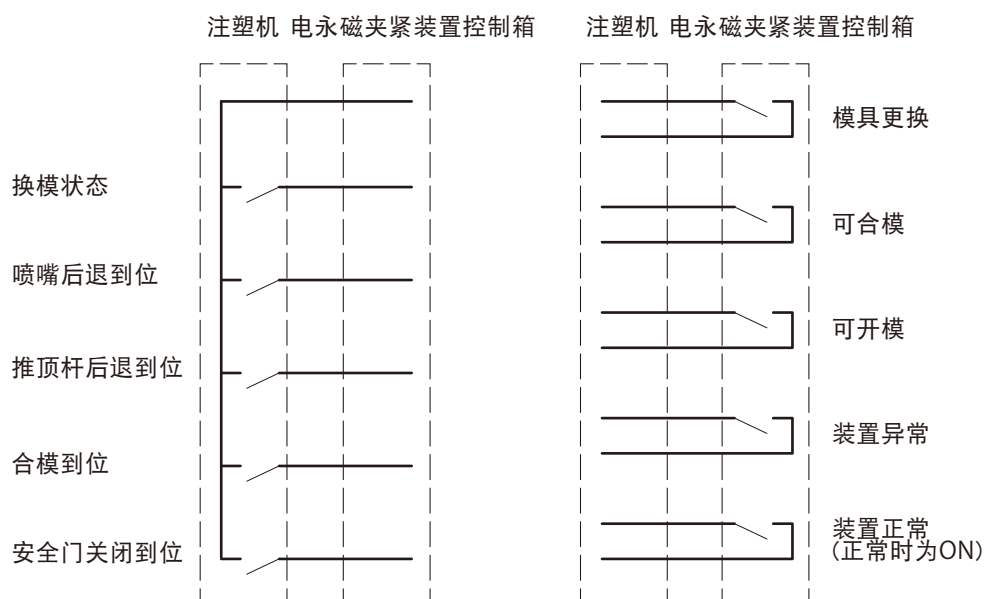 注塑机 电永磁夹紧装置控制箱
换模状态
喷嘴后退到位
推顶杆后退到位
合模到位
安全门关闭到位
注塑机 电永磁夹紧装置控制箱
模具更换
可合模
可开模
装置异常
装置正常
(正常时为ON)